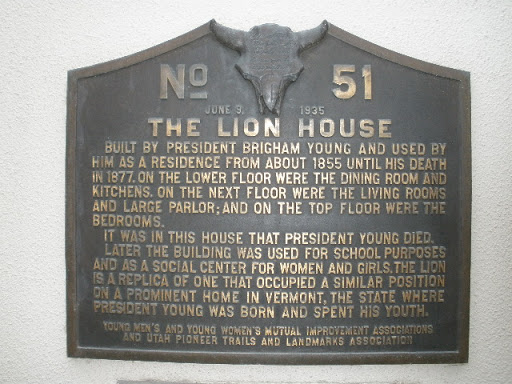 No 51
JUNE 9, 1935
THE LION HOUSE
BUILT BY PRESIDENT BRIGHAM YOUNG AND USED BY
HIM AS A RESIDENCE FROM ABOUT 1855 UNTIL HIS DEATH
IN 1877. ON THE LOWER FLOOR WERE THE DINING ROOM AND
KITCHENS. ON THE NEXT FLOOR WERE THE LIVING ROOMS
AND LARGE PARLOR; AND ON THE TOP FLOOR WERE THE
BEDROOMS.
IT WAS IN THIS HOUSE THAT PRESIDENT YOUNG DIED.
LATER THE BUILDING WAS USED FOR SCHOOL PURPOSES
AND AS A SOCIAL CENTER FOR WOMEN AND GIRLS. THE LION
IS A REPLICA OF ONE THAT OCCUPIED A SIMILAR POSITION
ON A PROMINENT HOME IN VERMONT, THE STATE WHERE
PRESIDENT YOUNG WAS BORN AND SPENT HIS YOUTH.
YOUNG MEN'S AND YOUNG WOMEN'S MUTUAL IMPROVEMENT ASSOCIATIONS
AND UTAH PIONEER TRAILS AND LANDMARKS ASSOCIATION